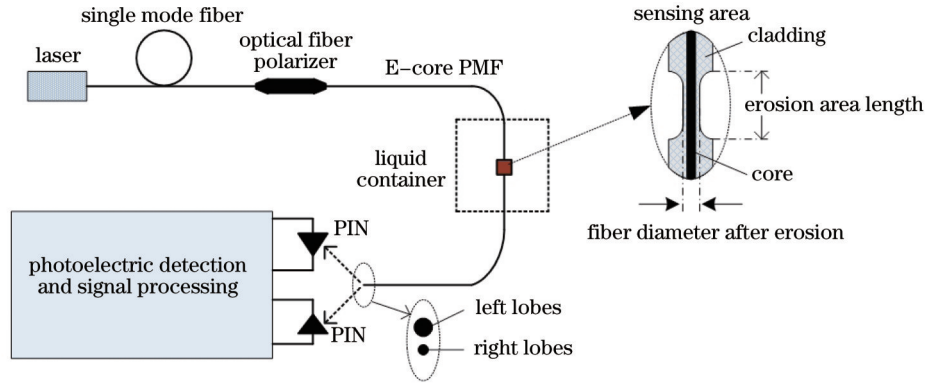 single mode fiber
laser
optical fiber
polarizer
E-core PMF
sensing area
cladding
erosion area length
core
fiber diameter after erosion
liquid
container
PIN
photoelectric detection
and signal processing
PIN
left lobes
right lobes